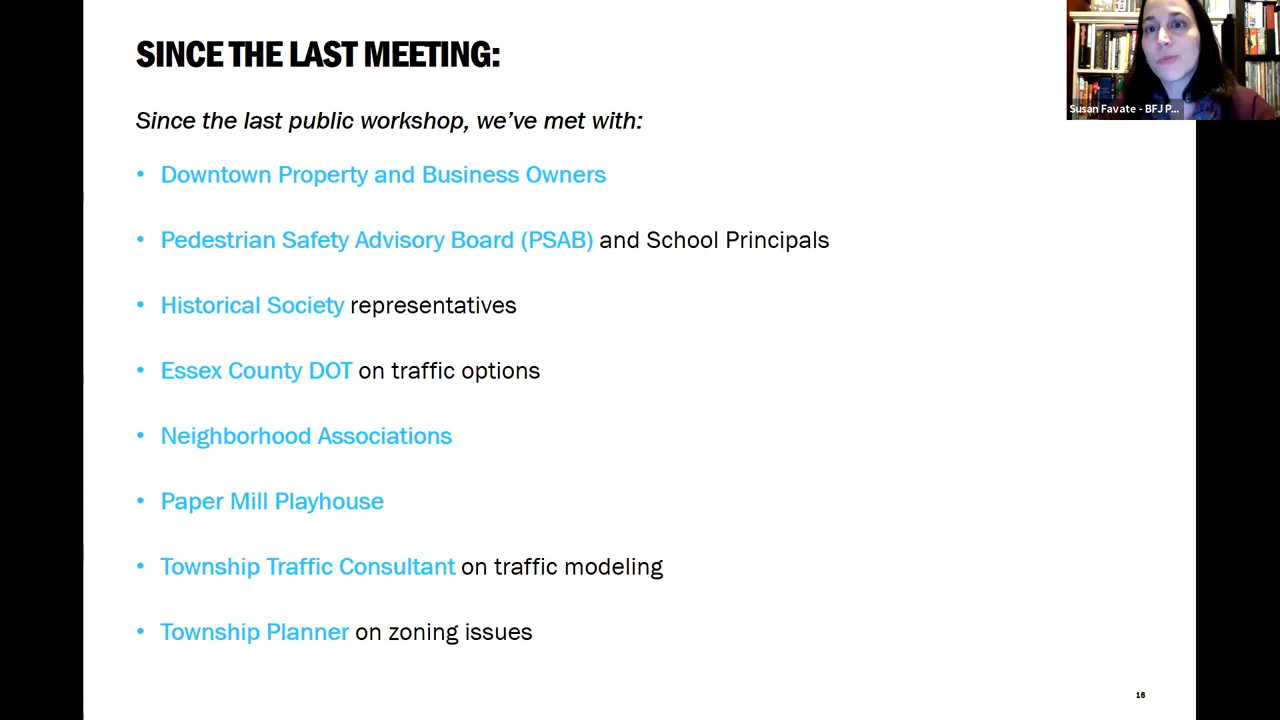 SINCE THE LAST MEETING:
Susan Favate - BFJ P...
Since the last public workshop, we've met with:
• Downtown Property and Business Owners
• Pedestrian Safety Advisory Board (PSAB) and School Principals
• Historical Society representatives
• Essex County DOT on traffic options
• Neighborhood Associations
• Paper Mill Playhouse
• Township Traffic Consultant on traffic modeling
• Township Planner on zoning issues
16